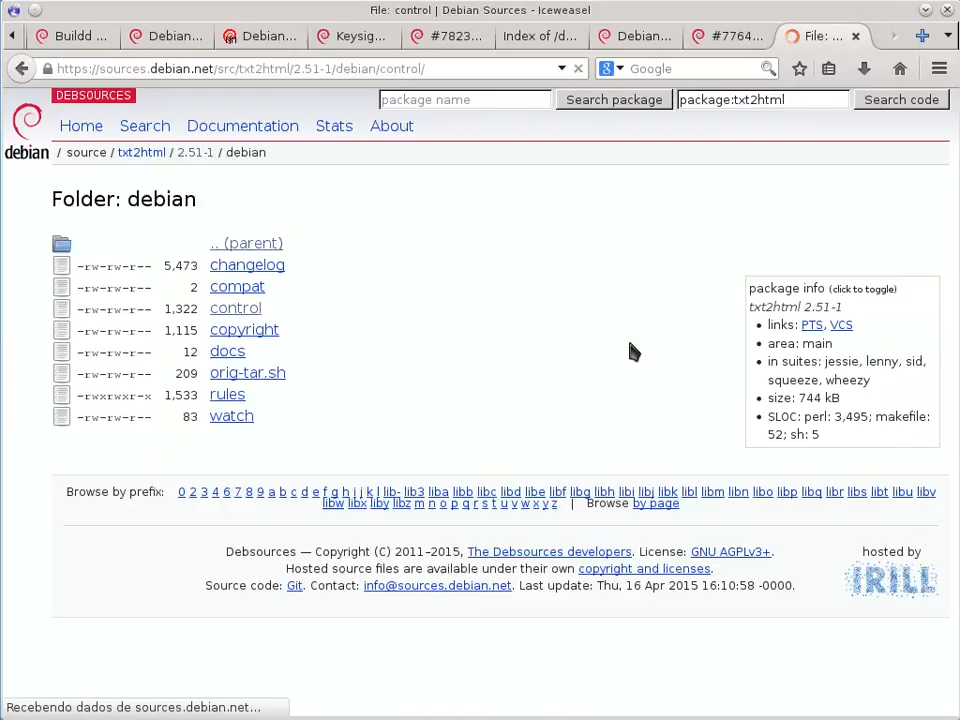 File: control | Debian Sources - Iceweasel
Buildd ...
Debian...
Debian...
Keysig...
#7823...
Index of /d...
Debian...
#7764...
File: ...
https://sources.debian.net/src/txt2html/2.51-1/debian/control/
Google
DEBSOURCES
package name
Search package
package:txt2html
Search code
debian
Home Search Documentation Stats About
/ source / txt2html / 2.51-1 / debian
Folder: debian
.. (parent)
-rw-rw-r-- 5,473 changelog
-rw-rw-r-- 2 compat
-rw-rw-r-- 1,322 control
-rw-rw-r-- 1,115 copyright
-rw-rw-r-- 12 docs
-rw-rw-r-- 209 orig-tar.sh
-rwxrwxr-x 1,533 rules
-rw-rw-r-- 83 watch
package info (click to toggle)
txt2html 2.51-1
• links: PTS, VCS
• area: main
• in suites: jessie, lenny, sid,
squeeze, wheezy
• size: 744 kB
• SLOC: perl: 3,495; makefile:
52; sh: 5
Browse by prefix: 0 2 3 4 6 7 8 9 a b c d e f g h i j k l lib- lib3 liba libb libc libd libe libf libg libh libi libj libk libl libm libn libo libp libq libr libs libt libu libv
libw libx liby libz m n o p q r s t u v w x y z | Browse by page
Debsources — Copyright (C) 2011–2015, The Debsources developers. License: GNU AGPLv3+.
Hosted source files are available under their own copyright and licenses.
Source code: Git. Contact: info@sources.debian.net. Last update: Thu, 16 Apr 2015 16:10:58 -0000.
hosted by
IRILL
Recebendo dados de sources.debian.net...